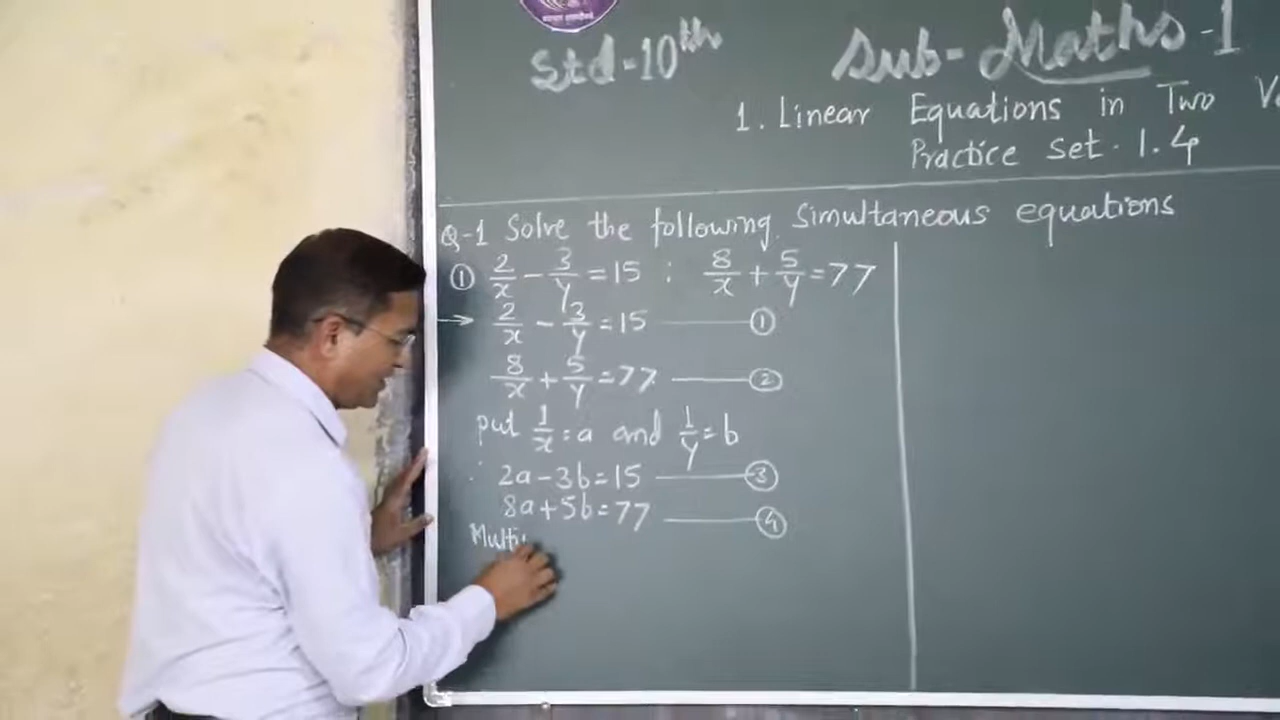 Std-10th
Sub-Maths-1
1. Linear Equations in Two
Practice set. 1.4
Q-1 Solve the following simultaneous equations
① 2/x - 3/y = 15 ; 8/x + 5/y = 77
→ 2/x - 3/y = 15 —— ①
8/x + 5/y = 77 —— ②
put 1/x = a and 1/y = b
∴ 2a - 3b = 15 —— ③
8a + 5b = 77 —— ④
Multi